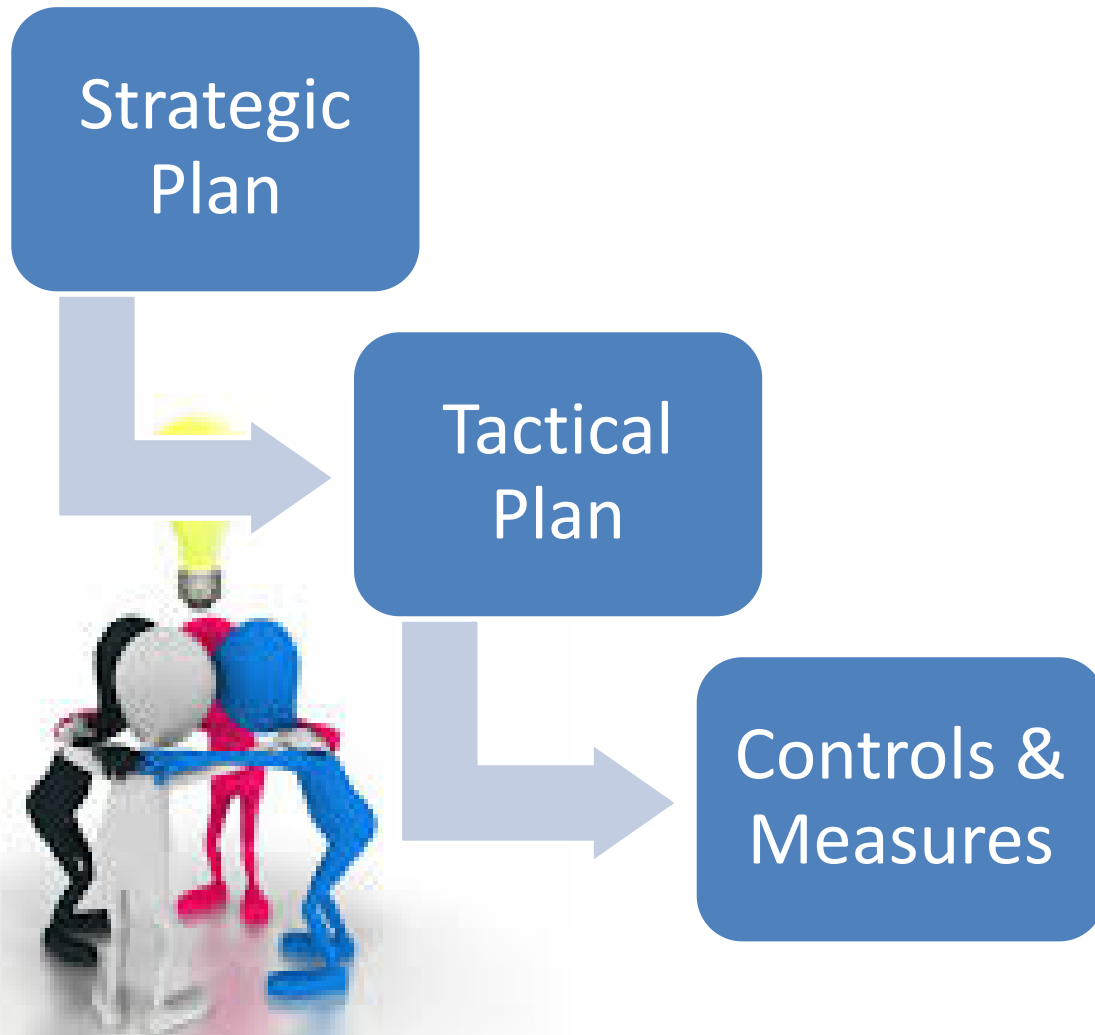 Strategic
Plan
Tactical
Plan
Controls &
Measures